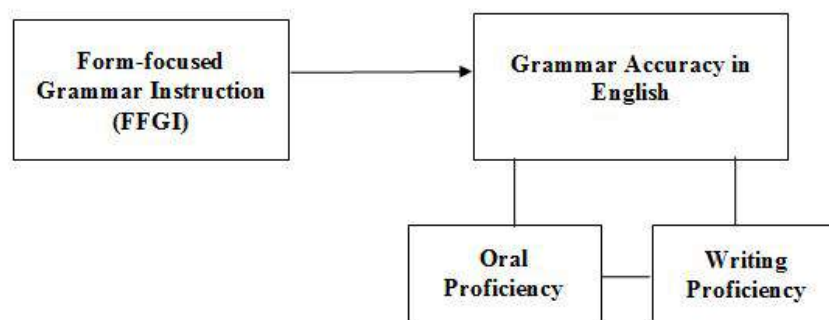 Form-focused
Grammar Instruction
(FFGI)
Grammar Accuracy in
English
Oral
Proficiency
Writing
Proficiency